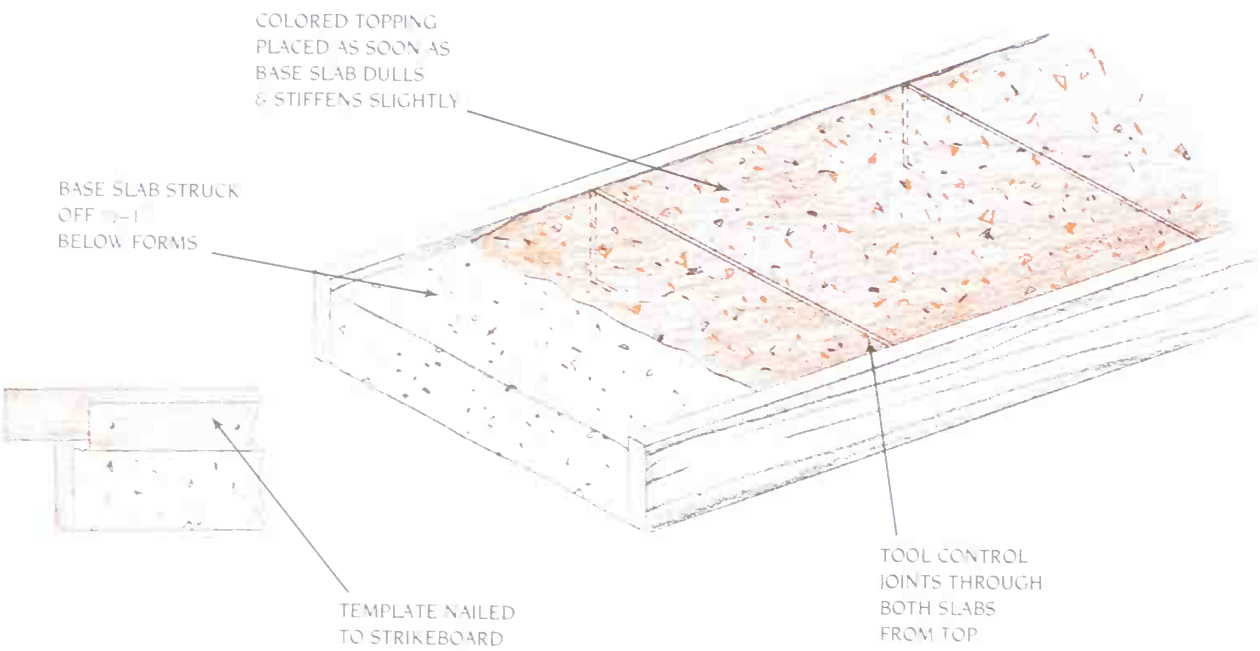 COLORED TOPPING
PLACED AS SOON AS
BASE SLAB DULLS
& STIFFENS SLIGHTLY
BASE SLAB STRUCK
OFF
BELOW FORMS
TEMPLATE NAILED
TO STRIKEBOARD
TOOL CONTROL
JOINTS THROUGH
BOTH SLABS
FROM TOP